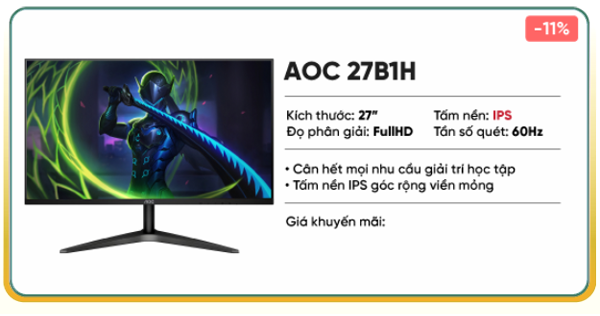 -11%
AOC 27B1H
Kích thước: 27” Tấm nền: IPS
Độ phân giải: FullHD Tần số quét: 60Hz
• Cân hết mọi nhu cầu giải trí học tập
• Tấm nền IPS góc rộng viền mỏng
Giá khuyến mãi:
AOC